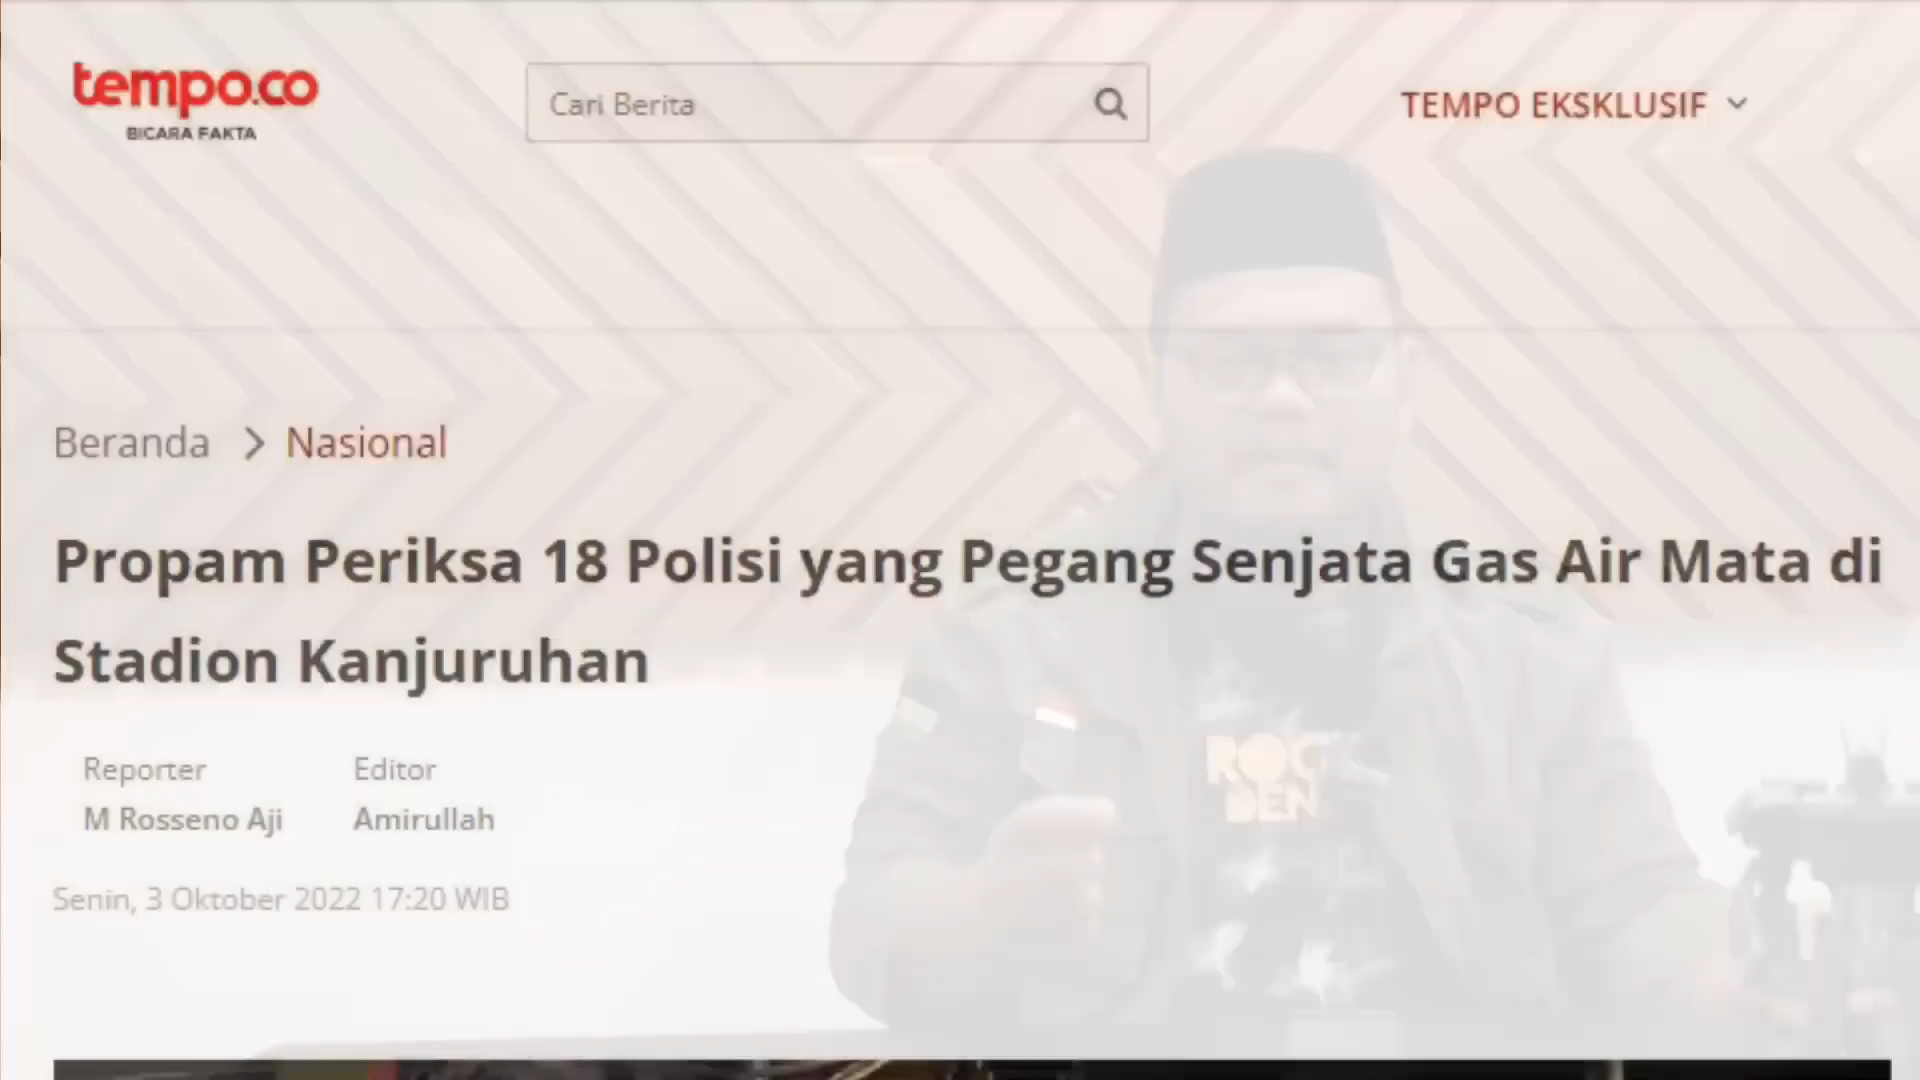 tempo.co
BICARA FAKTA
Cari Berita
TEMPO EKSKLUSIF
Beranda > Nasional
Propam Periksa 18 Polisi yang Pegang Senjata Gas Air Mata di
Stadion Kanjuruhan
Reporter Editor
M Rosseno Aji Amirullah
Senin, 3 Oktober 2022 17:20 WIB
DEN